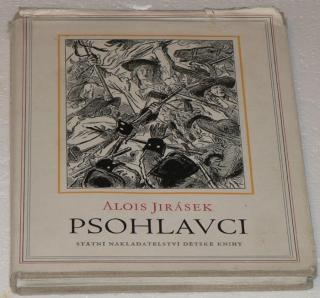 ALOIS JIRÁSEK
PSOHLAVCI
STÁTNÍ NAKLADATELSTVÍ DĚTSKÉ KNIHY